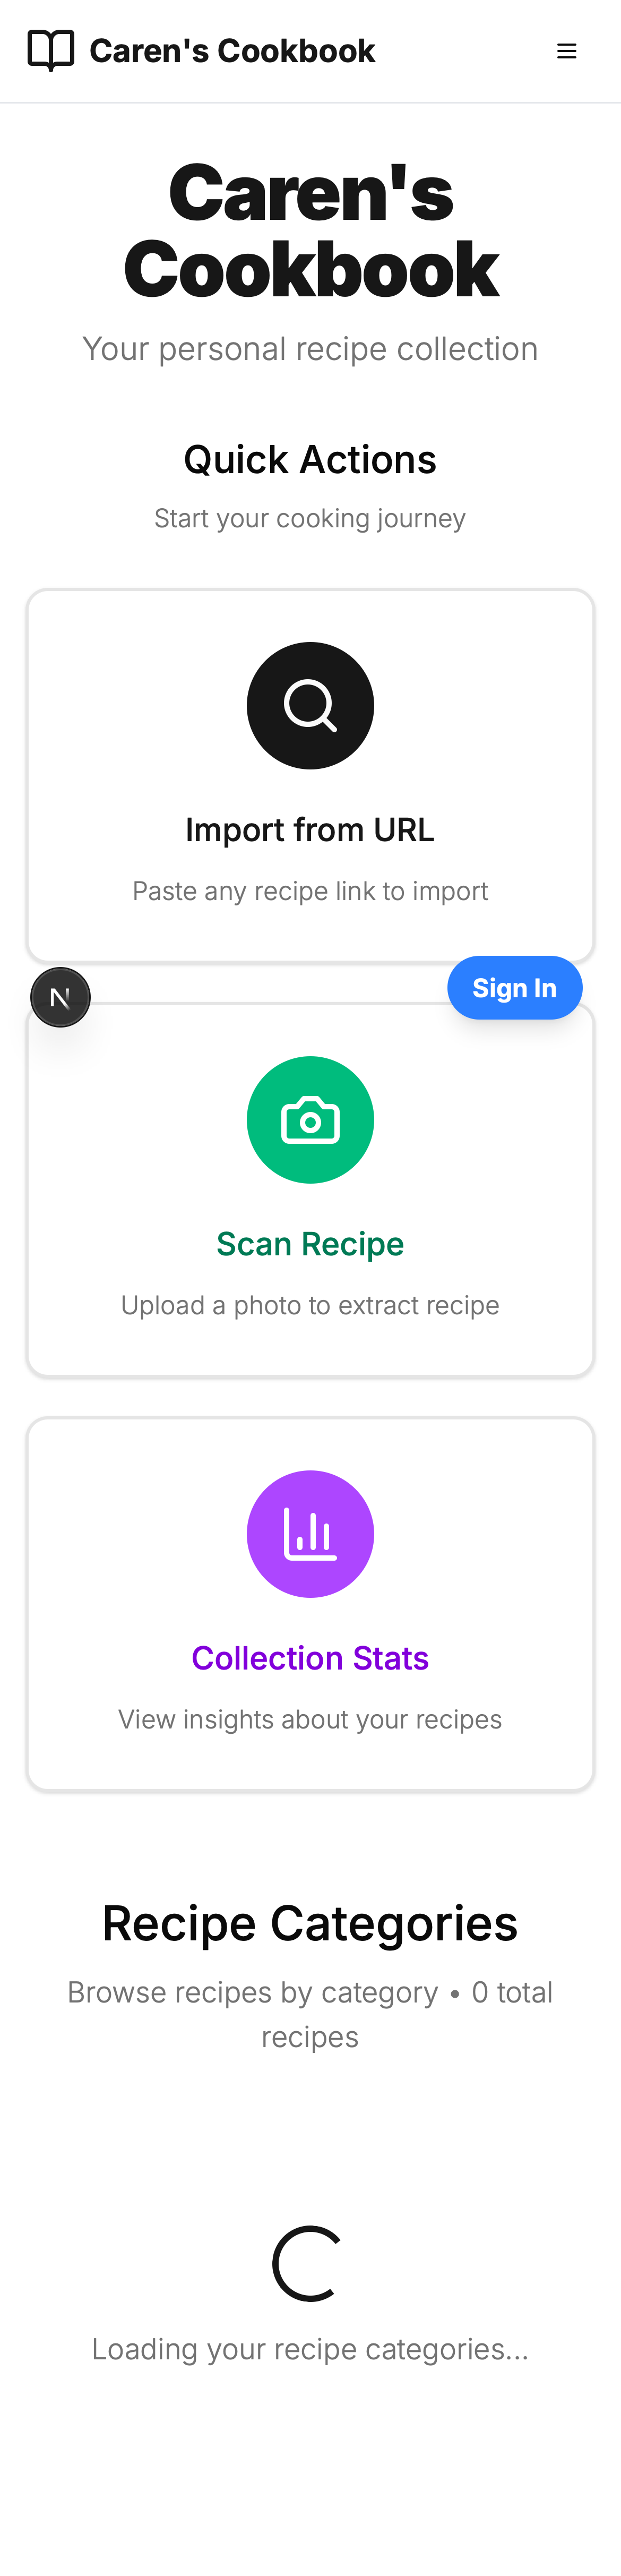 Caren's Cookbook
Caren's
Cookbook
Your personal recipe collection
Quick Actions
Start your cooking journey
Import from URL
Paste any recipe link to import
N
Sign In
Scan Recipe
Upload a photo to extract recipe
Collection Stats
View insights about your recipes
Recipe Categories
Browse recipes by category • 0 total
recipes
Loading your recipe categories...